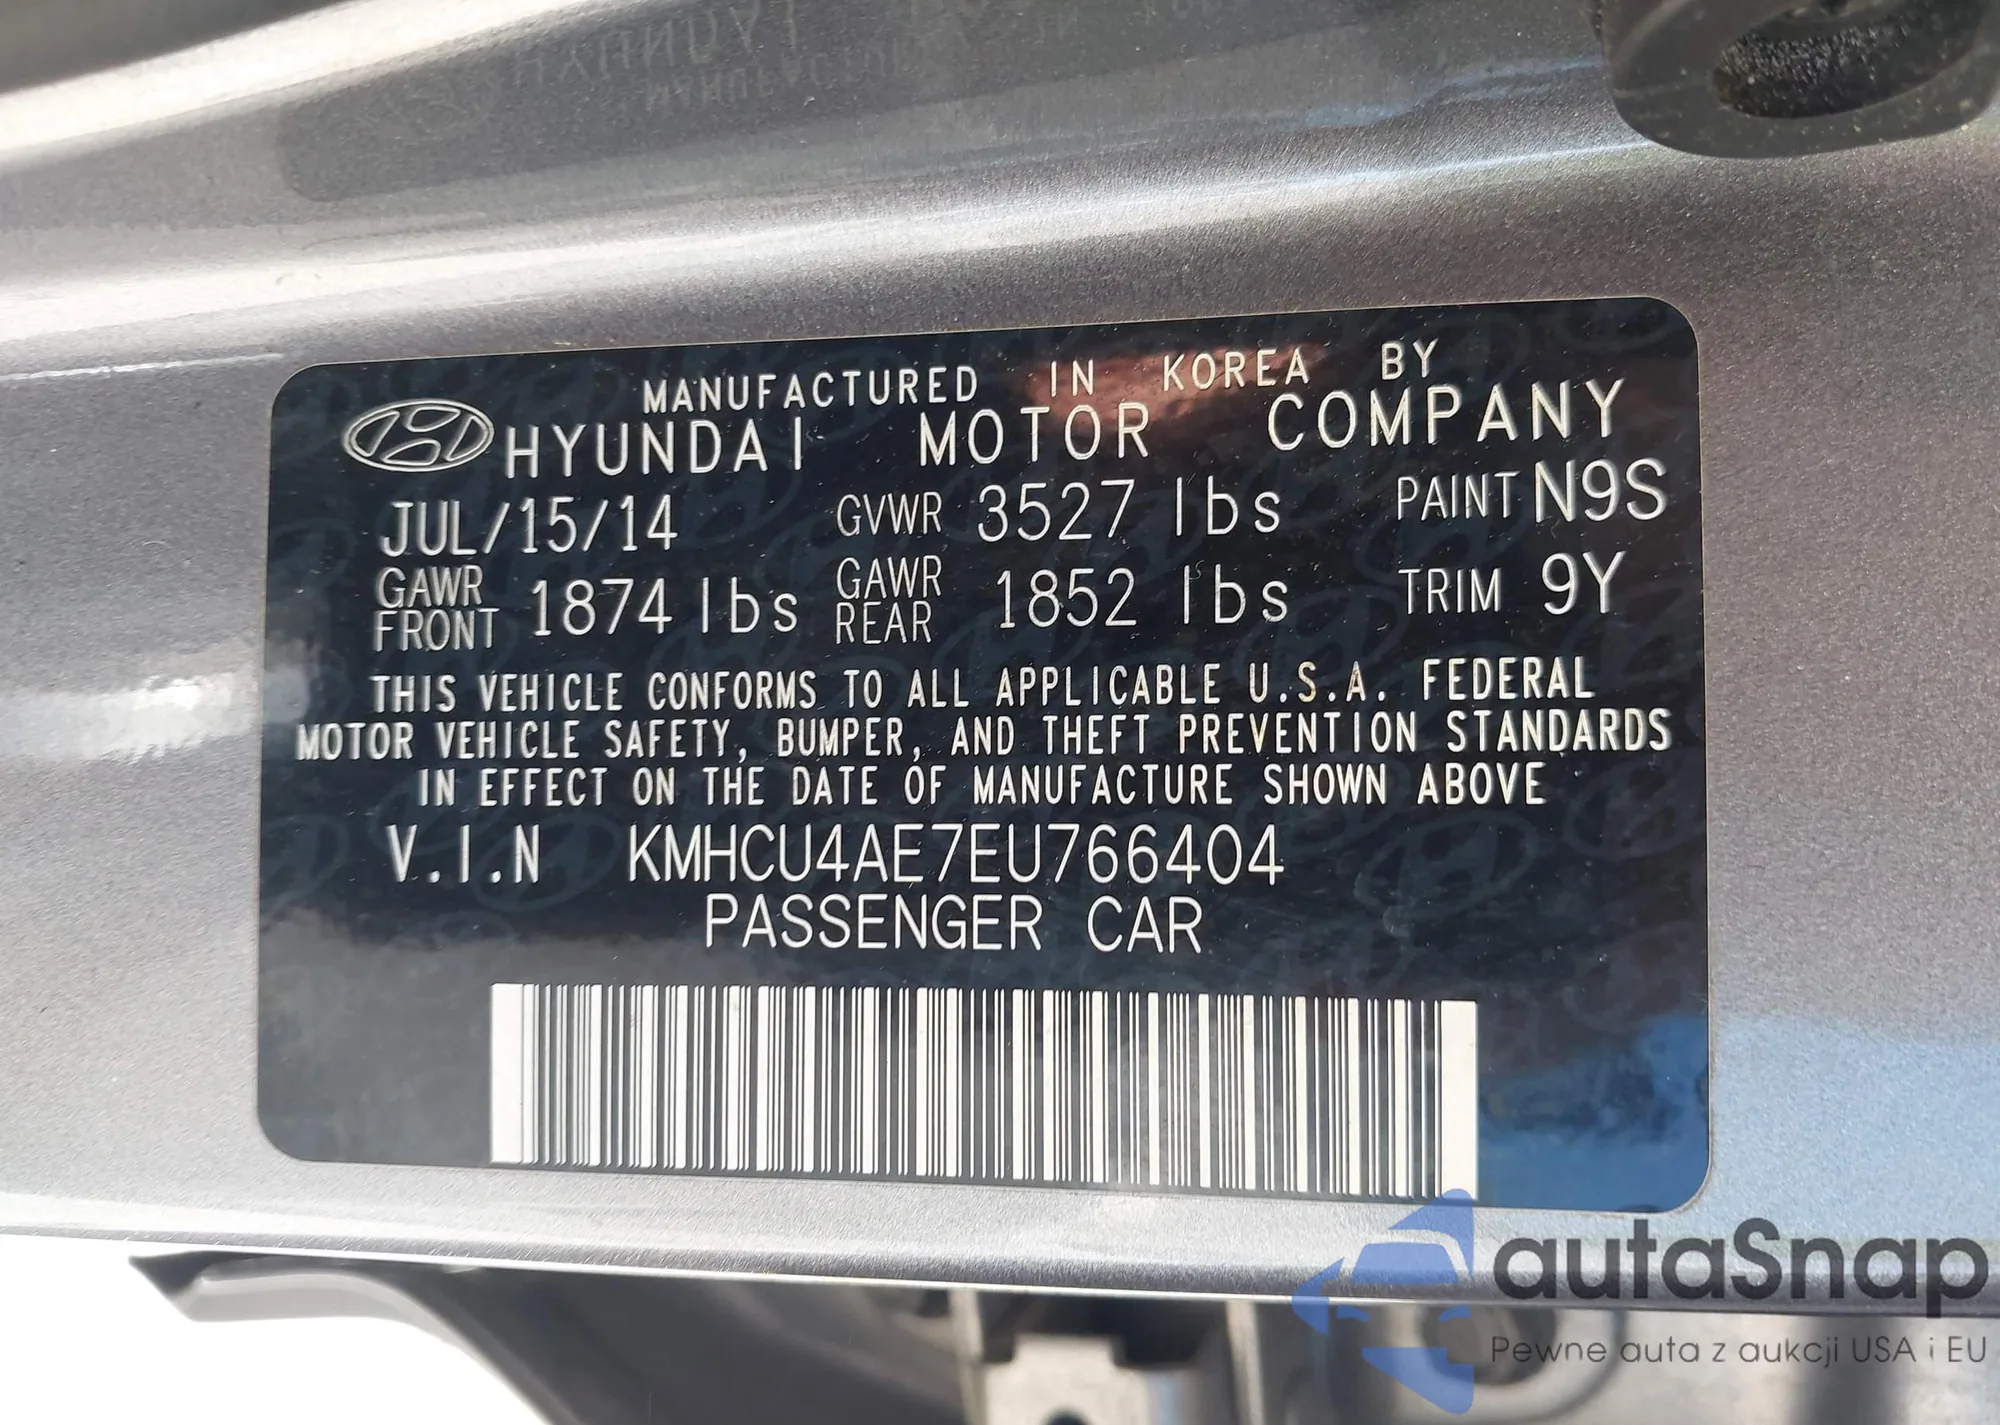 MANUFACTURED IN KOREA BY
HYUNDAI MOTOR COMPANY
JUL/15/14 GVWR 3527 lbs PAINT N9S
GAWR FRONT 1874 lbs GAWR REAR 1852 lbs TRIM 9Y
THIS VEHICLE CONFORMS TO ALL APPLICABLE U.S.A. FEDERAL
MOTOR VEHICLE SAFETY, BUMPER, AND THEFT PREVENTION STANDARDS
IN EFFECT ON THE DATE OF MANUFACTURE SHOWN ABOVE
V.I.N KMHCU4AE7EU766404
PASSENGER CAR
autaSnap
Pewne auta z aukcji USA i EU